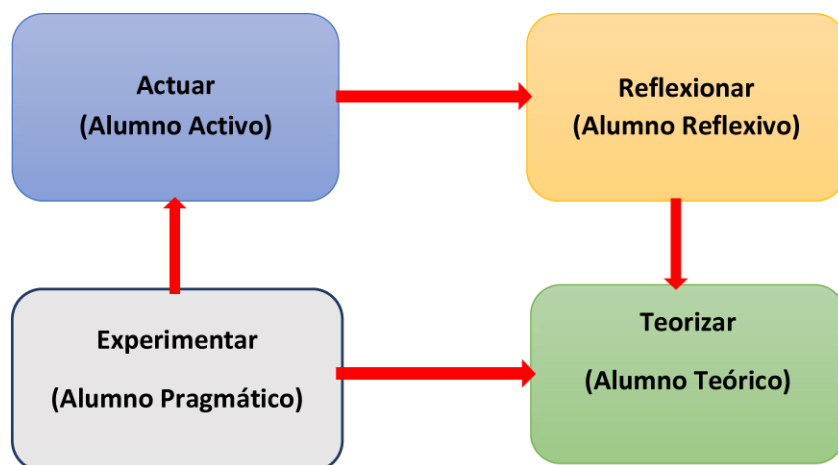 Actuar
(Alumno Activo)
Reflexionar
(Alumno Reflexivo)
Experimentar
(Alumno Pragmático)
Teorizar
(Alumno Teórico)